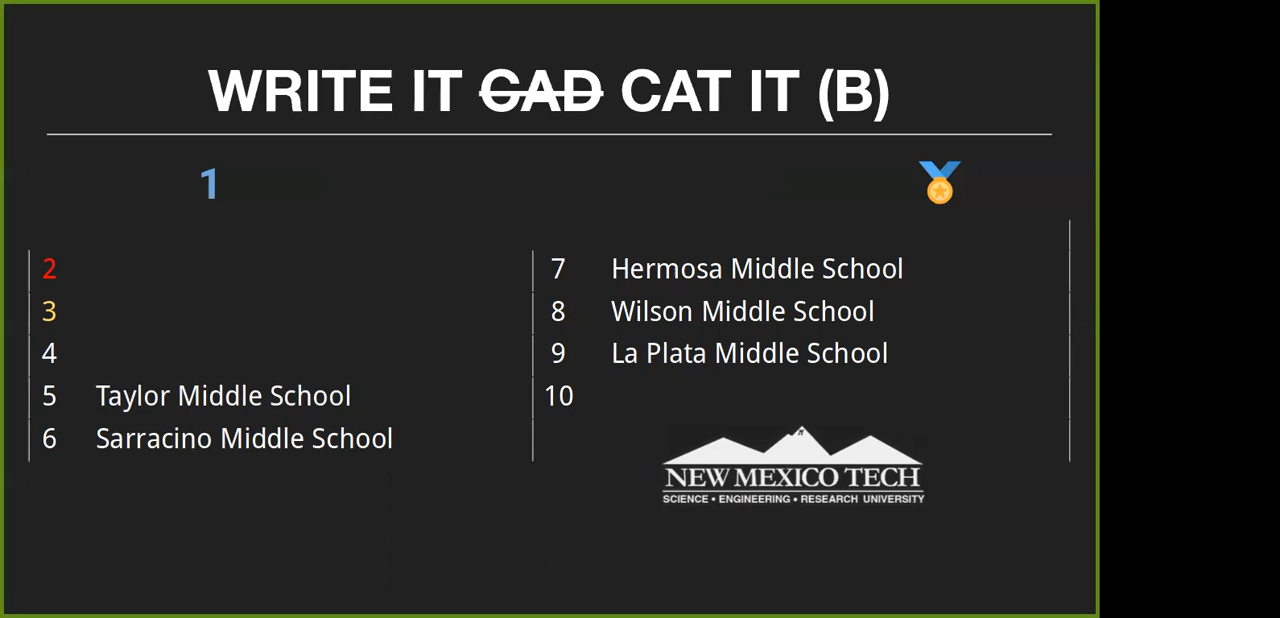 WRITE IT CAD CAT IT (B)
1
2
3
4
5 Taylor Middle School
6 Sarracino Middle School
7 Hermosa Middle School
8 Wilson Middle School
9 La Plata Middle School
10
NEW MEXICO TECH
SCIENCE • ENGINEERING • RESEARCH UNIVERSITY